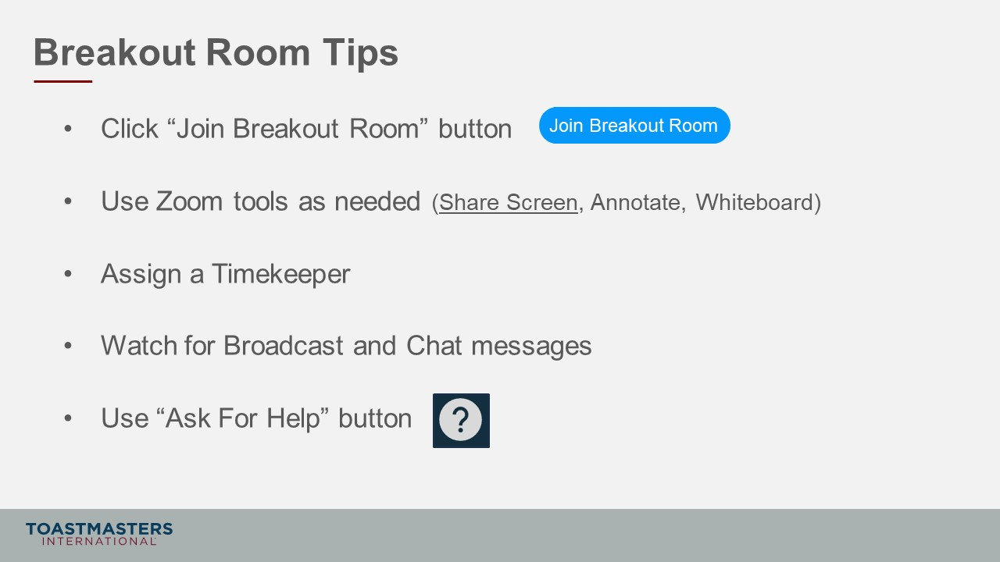 Breakout Room Tips
• Click “Join Breakout Room” button Join Breakout Room
• Use Zoom tools as needed (Share Screen, Annotate, Whiteboard)
• Assign a Timekeeper
• Watch for Broadcast and Chat messages
• Use “Ask For Help” button ?
TOASTMASTERS
INTERNATIONAL